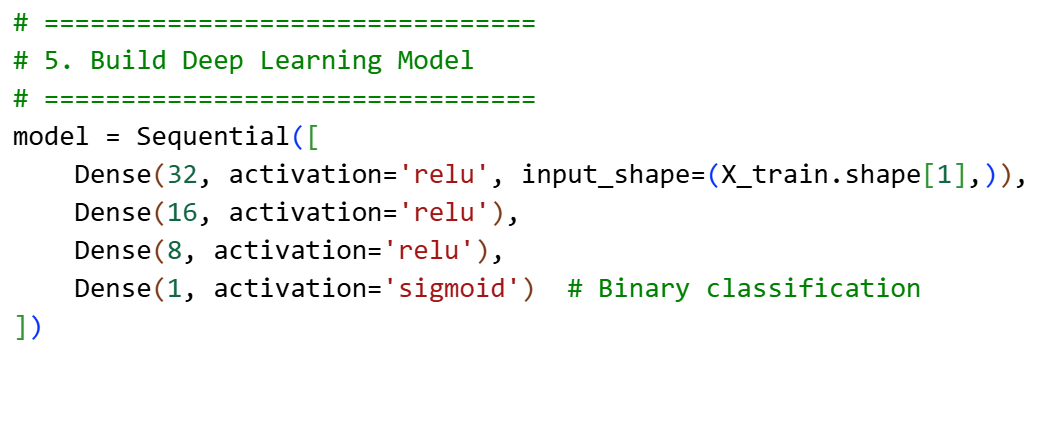 # ================================
# 5. Build Deep Learning Model
# ================================
model = Sequential([
    Dense(32, activation='relu', input_shape=(X_train.shape[1],)),
    Dense(16, activation='relu'),
    Dense(8, activation='relu'),
    Dense(1, activation='sigmoid')  # Binary classification
])